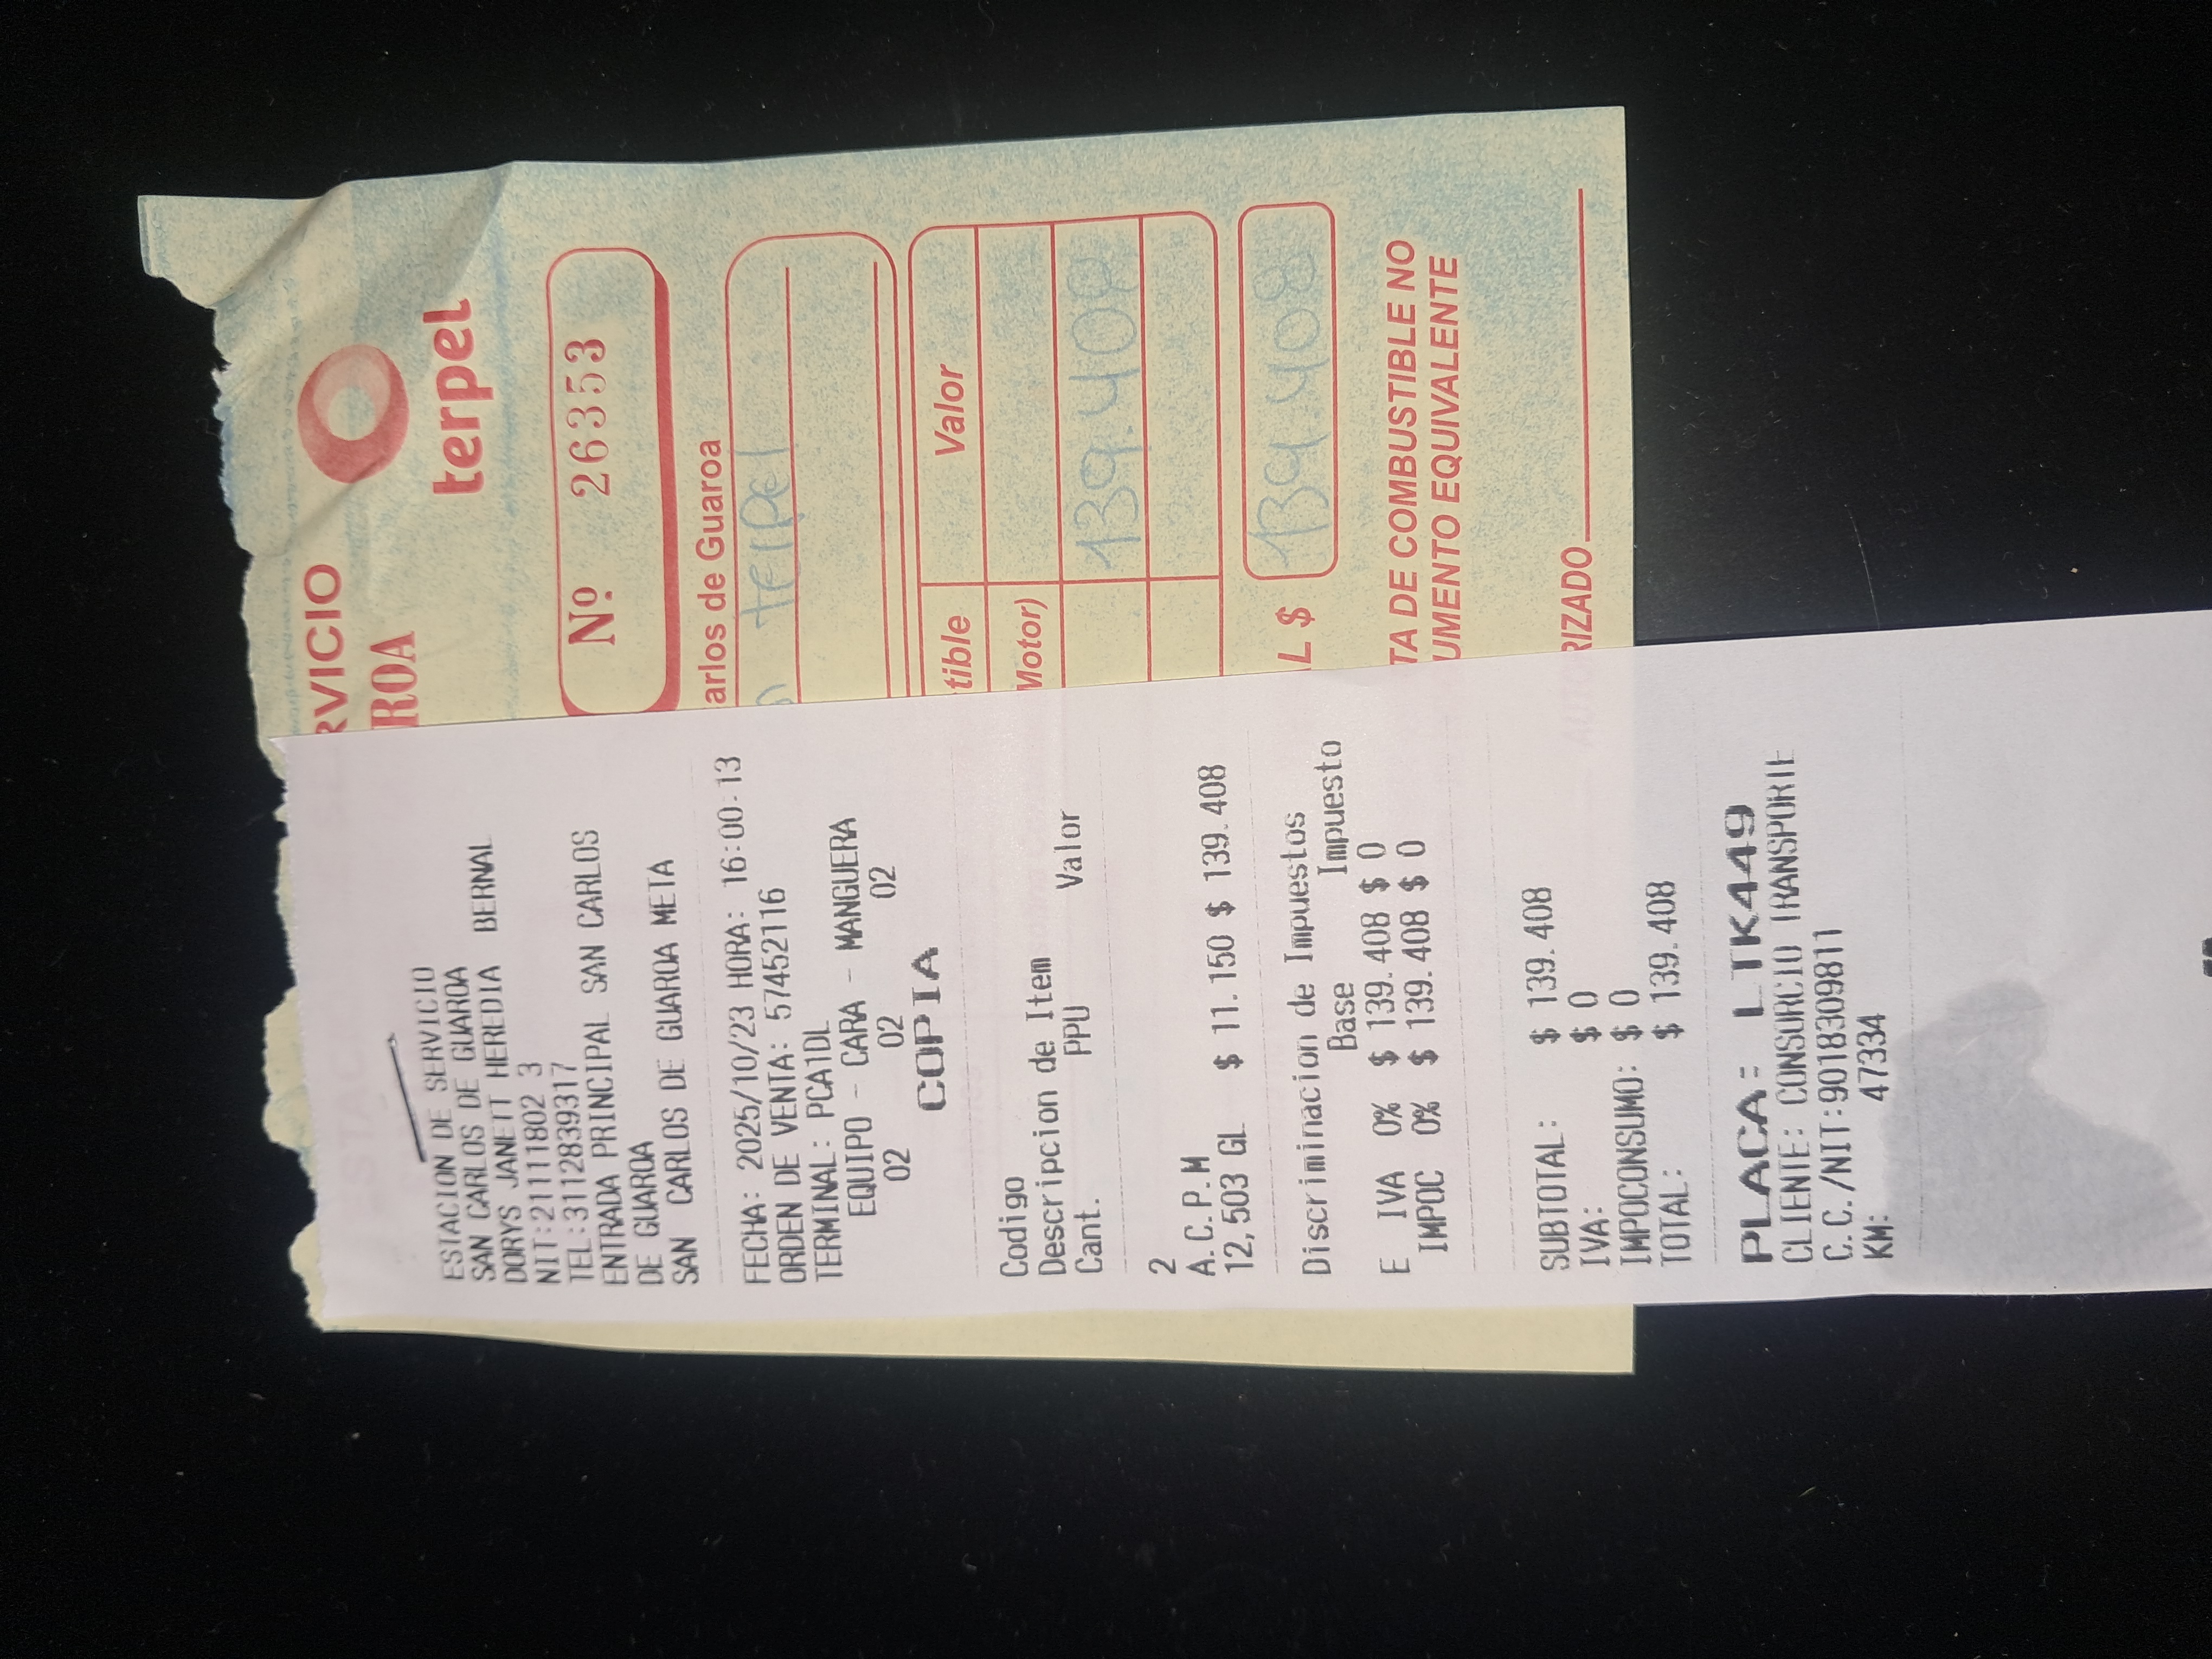 RVICIO
ROA
terpel
Nº 26353
arlos de Guaroa
terpel
tible Valor
Motor)
139.408
L $ 139.408
TA DE COMBUSTIBLE NO
UMENTO EQUIVALENTE
RIZADO
ESTACION DE SERVICIO
SAN CARLOS DE GUAROA
DORYS JANETT HEREDIA BERNAL
NIT:21111802 3
TEL:3112839317
ENTRADA PRINCIPAL SAN CARLOS
DE GUAROA
SAN CARLOS DE GUAROA META
FECHA: 2025/10/23 HORA: 16:00:13
ORDEN DE VENTA: 57452116
TERMINAL: PCA1DL
EQUIPO - CARA - MANGUERA
02 02 02
COPIA
Codigo
Descripcion de Item
Cant. PPU Valor
2
A.C.P.M
12,503 GL $ 11.150 $ 139.408
Discriminacion de Impuestos
Base Impuesto
E IVA 0% $ 139.408 $ 0
IMPOC 0% $ 139.408 $ 0
SUBTOTAL: $ 139.408
IVA: $ 0
IMPOCONSUMO: $ 0
TOTAL: $ 139.408
PLACA: LTK449
CLIENTE: CONSORCIO TRANSPORTE
C.C./NIT:9018309811
KM: 47334